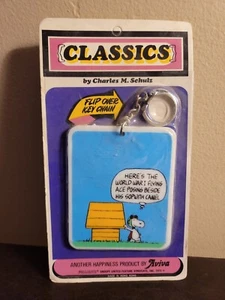 CLASSICS
by Charles M. Schulz
FLIP OVER
KEY CHAIN
HERE'S THE
WORLD WAR I FLYING
ACE POSING BESIDE
HIS SOPWITH CAMEL
ANOTHER HAPPINESS PRODUCT BY Aviva